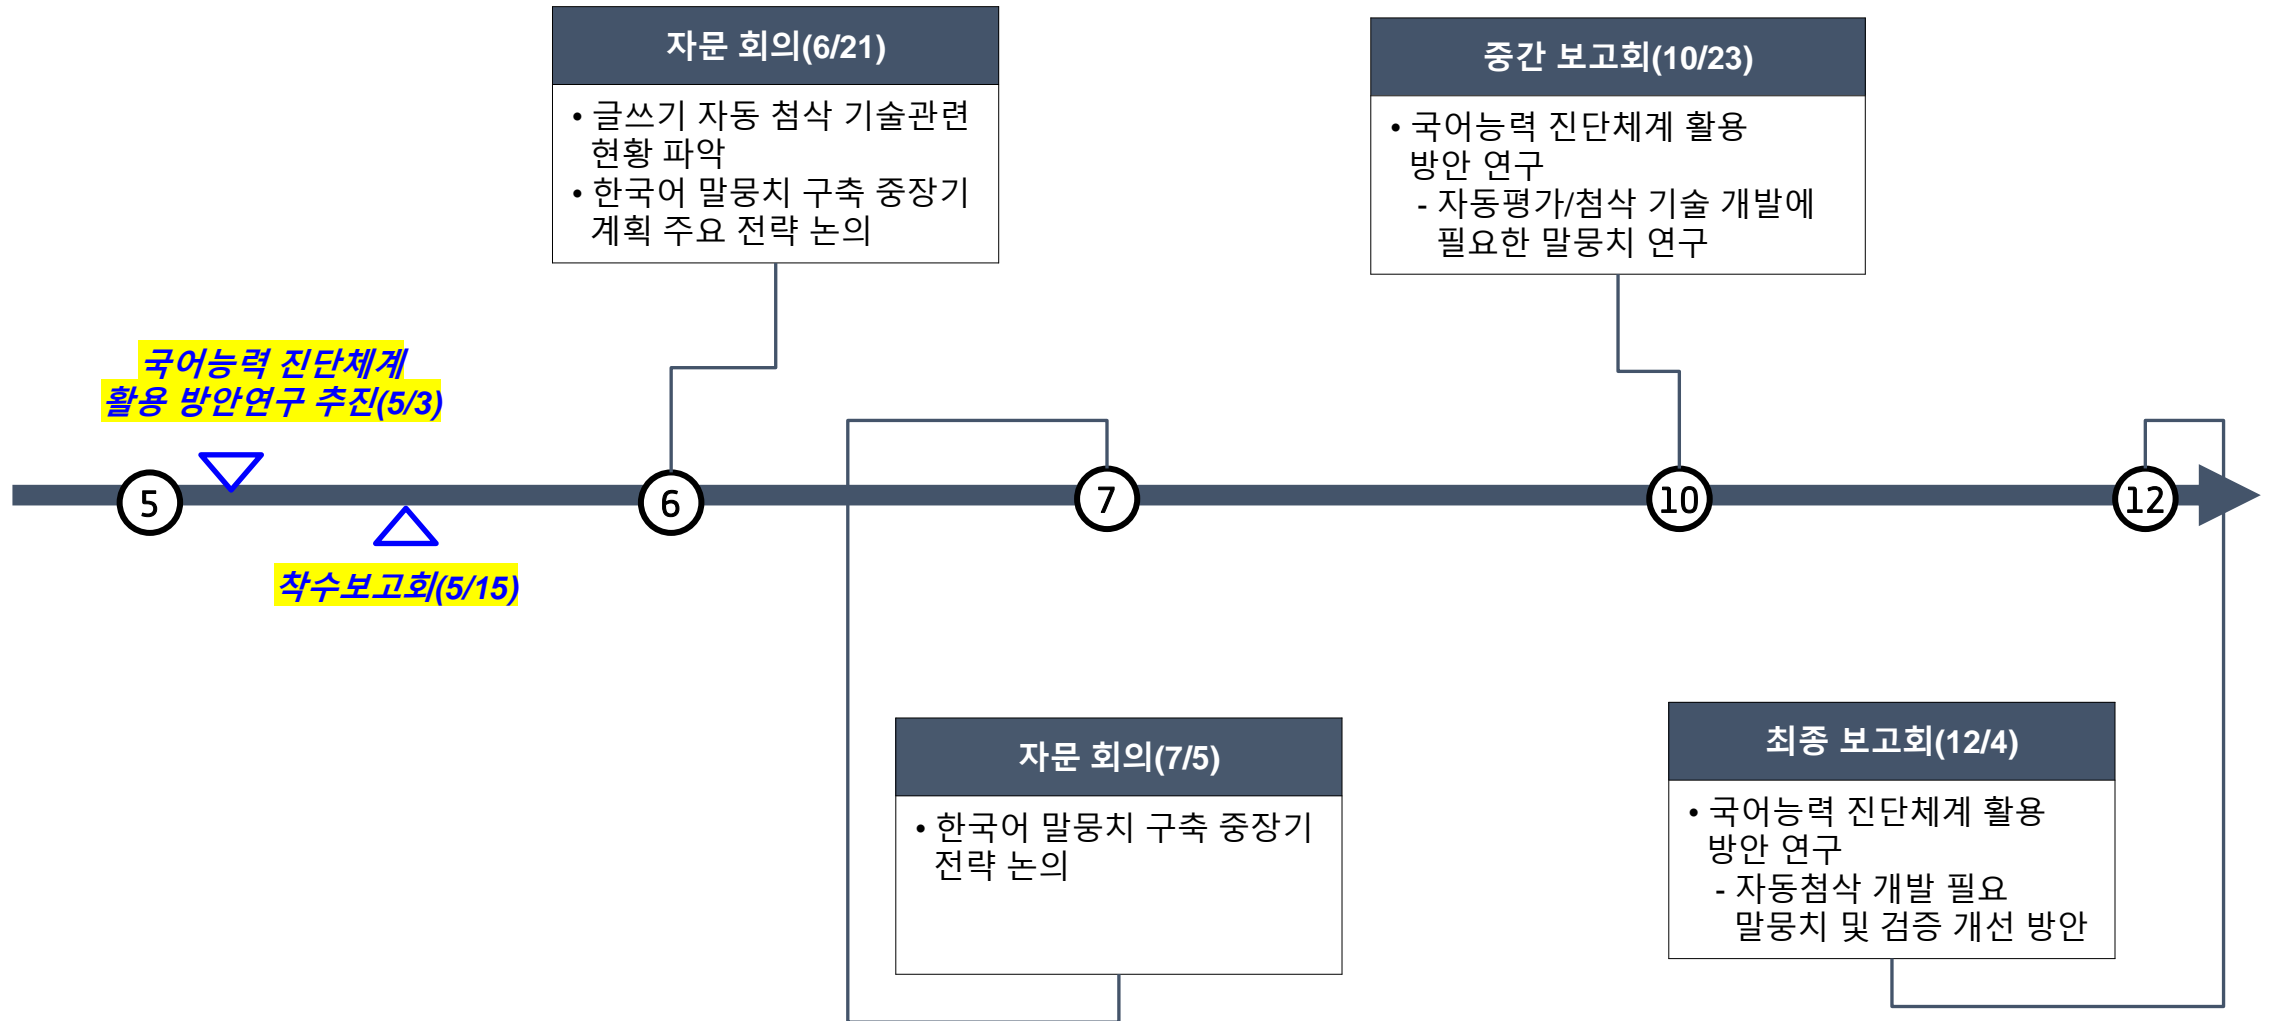 자문 회의(6/21)
• 글쓰기 자동 첨삭 기술관련
현황 파악
• 한국어 말뭉치 구축 중장기
계획 주요 전략 논의
중간 보고회(10/23)
• 국어능력 진단체계 활용
방안 연구
- 자동평가/첨삭 기술 개발에
필요한 말뭉치 연구
국어능력 진단체계
활용 방안연구 추진(5/3)
5
6
7
10
12
착수보고회(5/15)
자문 회의(7/5)
• 한국어 말뭉치 구축 중장기
전략 논의
최종 보고회(12/4)
• 국어능력 진단체계 활용
방안 연구
- 자동첨삭 개발 필요
말뭉치 및 검증 개선 방안